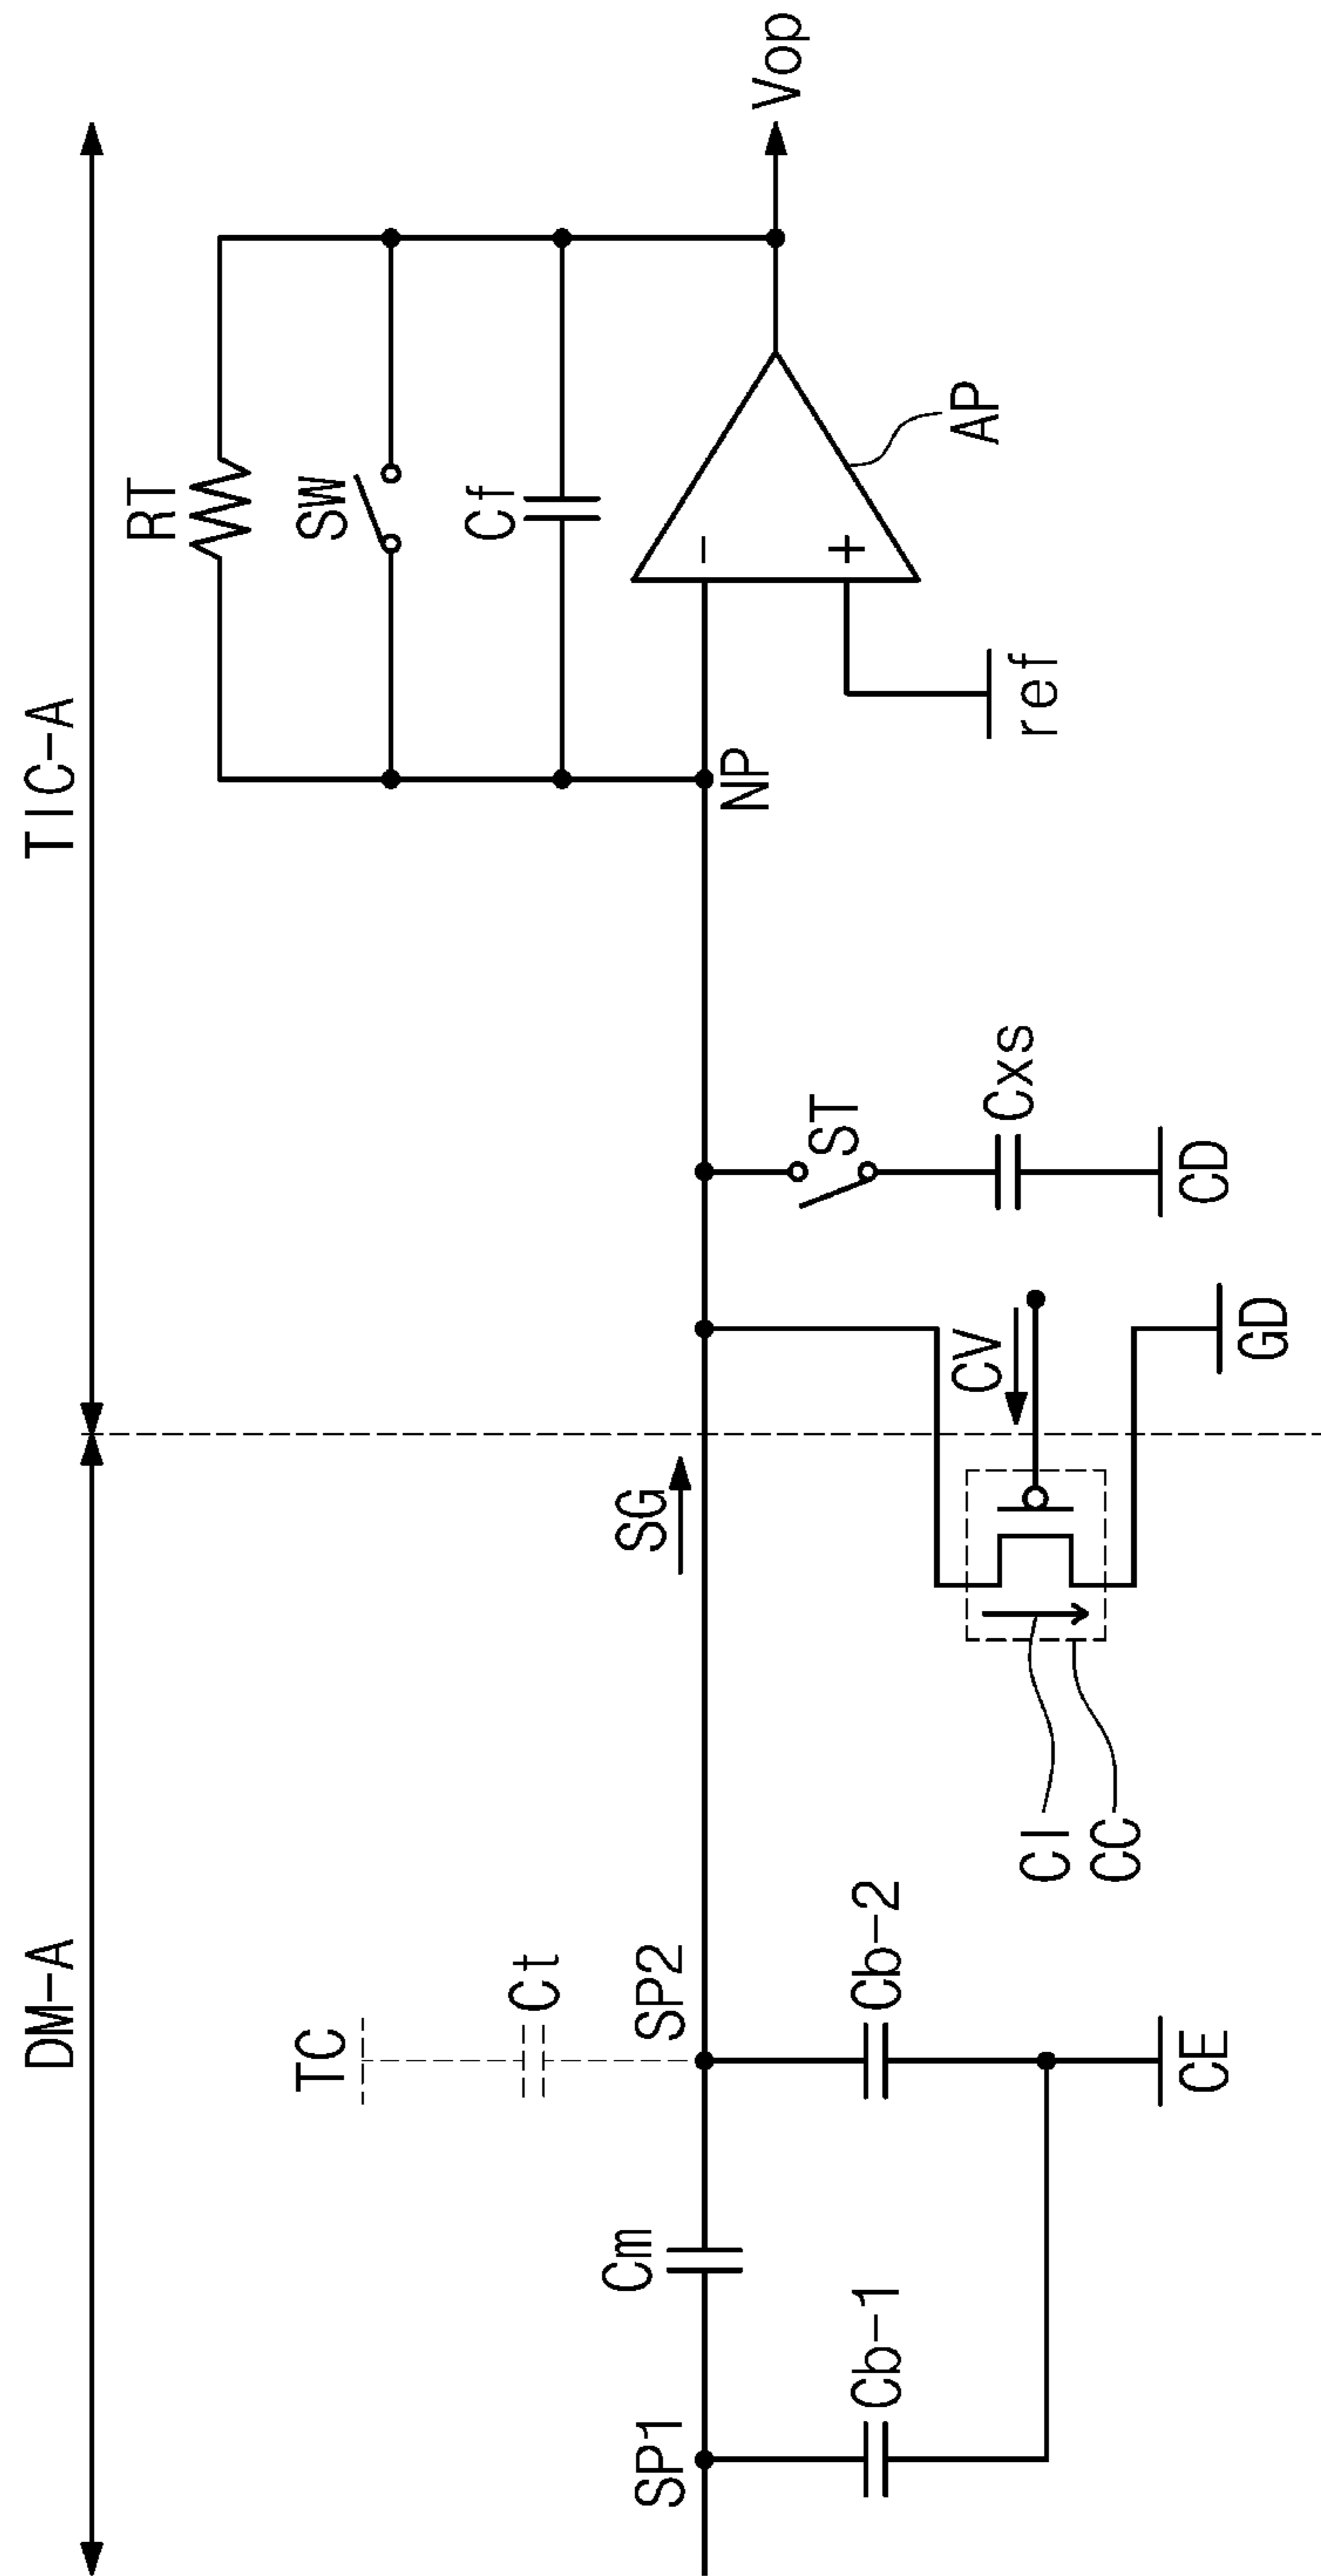 DM-A
TIC-A
TC
Ct
RT
SW
Cf
SP1
Cm
SP2
SG
NP
-
+
Vop
Cb-1
Cb-2
CV
ST
AP
CI
CC
Cxs
ref
CE
GD
CD